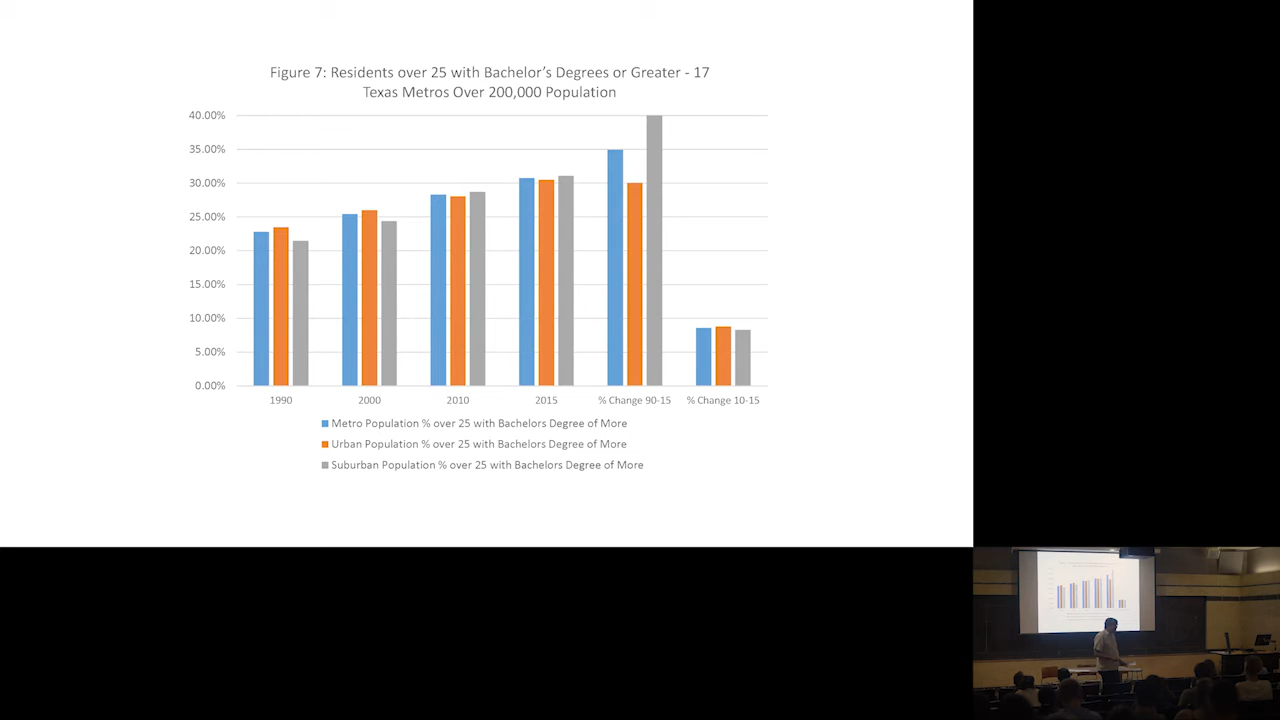 Figure 7: Residents over 25 with Bachelor's Degrees or Greater - 17
Texas Metros Over 200,000 Population
40.00%
35.00%
30.00%
25.00%
20.00%
15.00%
10.00%
5.00%
0.00%
1990 2000 2010 2015 % Change 90-15 % Change 10-15
Metro Population % over 25 with Bachelors Degree of More
Urban Population % over 25 with Bachelors Degree of More
Suburban Population % over 25 with Bachelors Degree of More